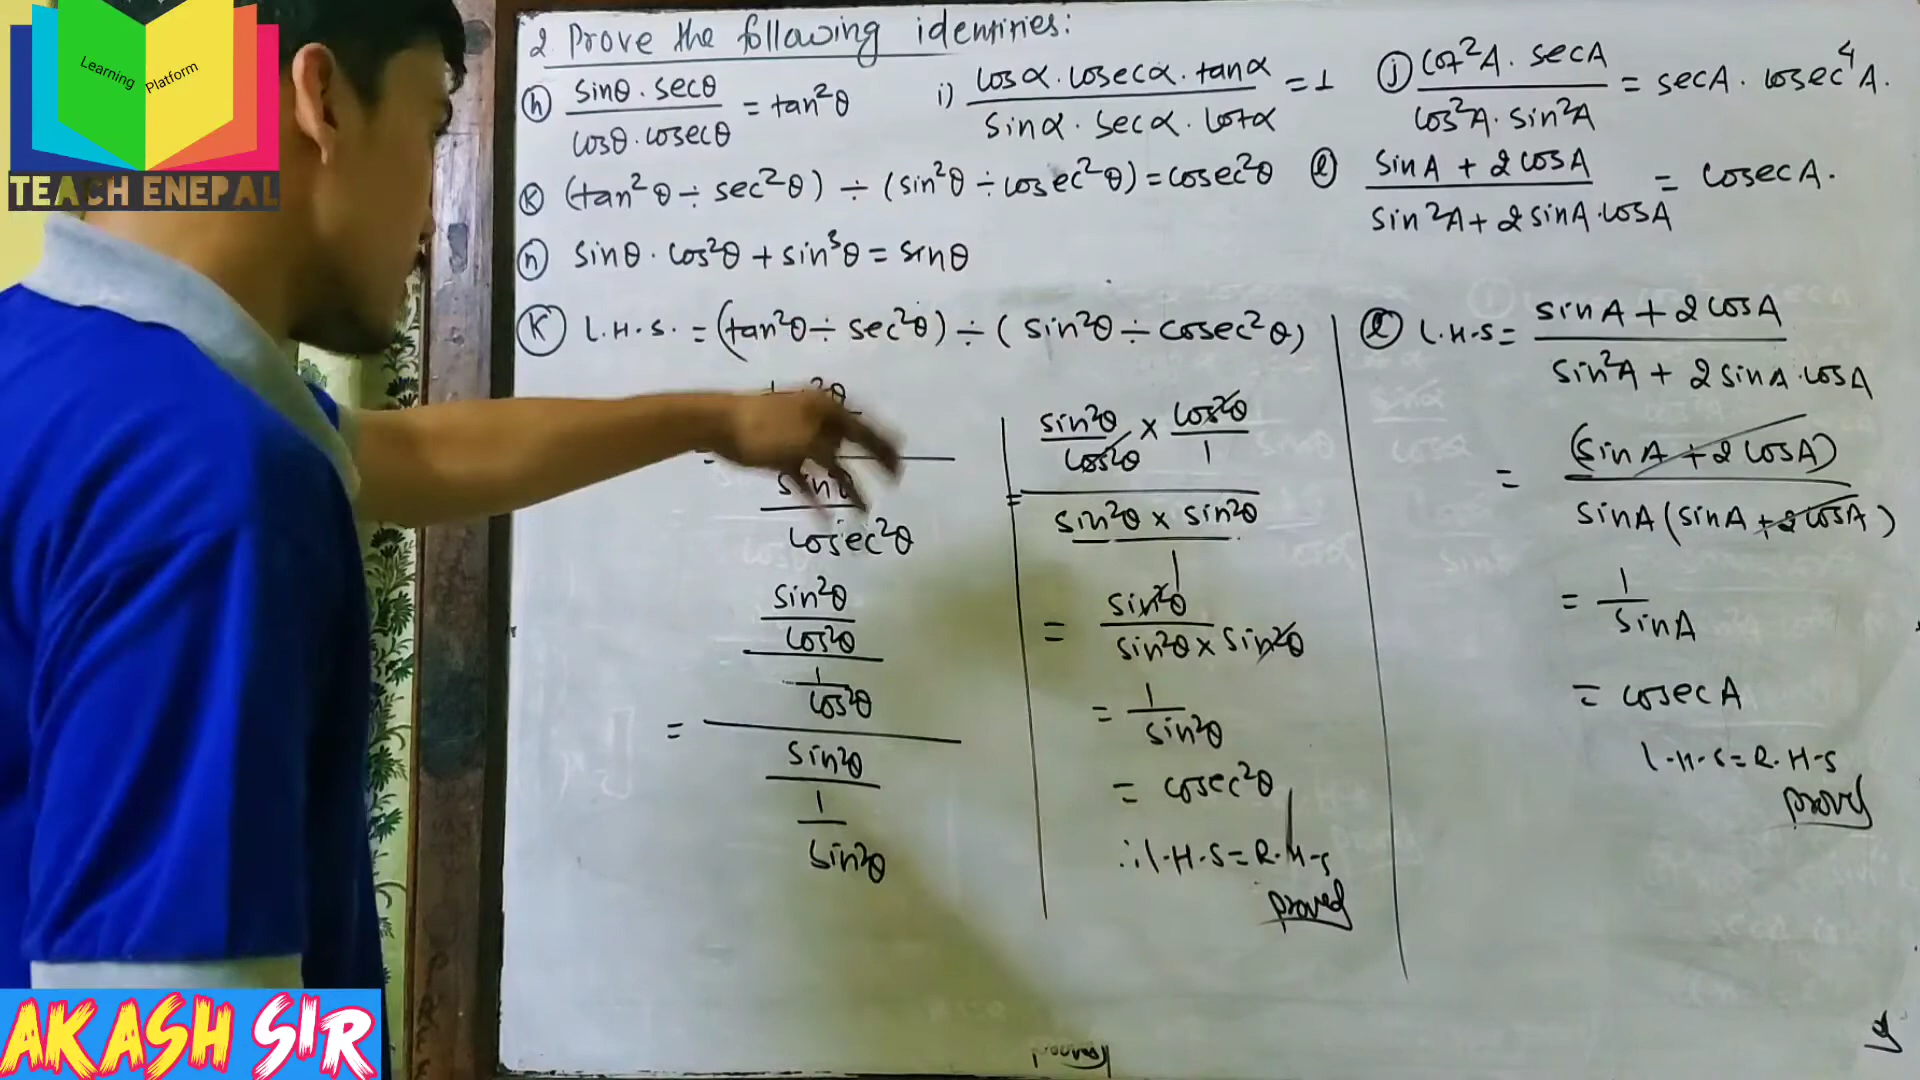 Learning Platform
TEACH ENEPAL
2. Prove the following identities:
(h) sinθ . secθ / cosθ . cosecθ = tan²θ
i) cosα . cosecα . tanα / sinα . secα . cotα = 1
(j) cot²A . secA / cos²A . sin²A = secA . cosec⁴A.
(k) (tan²θ ÷ sec²θ) ÷ (sin²θ ÷ cosec²θ) = cosec²θ
(l) sinA + 2cosA / sin²A + 2sinA.cosA = cosecA.
(n) sinθ . cos²θ + sin³θ = sinθ
(K) L.H.S. = (tan²θ ÷ sec²θ) ÷ (sin²θ ÷ cosec²θ)
cosec²θ
sin²θ
cos²θ
1
cos²θ
=
sin²θ
1
sin²θ
sin²θ / cos²θ × cos²θ / 1
=
sin²θ × sin²θ
1
= sin²θ / sin²θ × sin²θ
= 1 / sin²θ
= cosec²θ
∴ L.H.S = R.H.S
proved
(l) L.H.S = sinA + 2cosA / sin²A + 2sinA.cosA
= (sinA + 2cosA) / sinA(sinA + 2cosA)
= 1 / sinA
= cosecA
L.H.S = R.H.S
proved
AKASH SIR